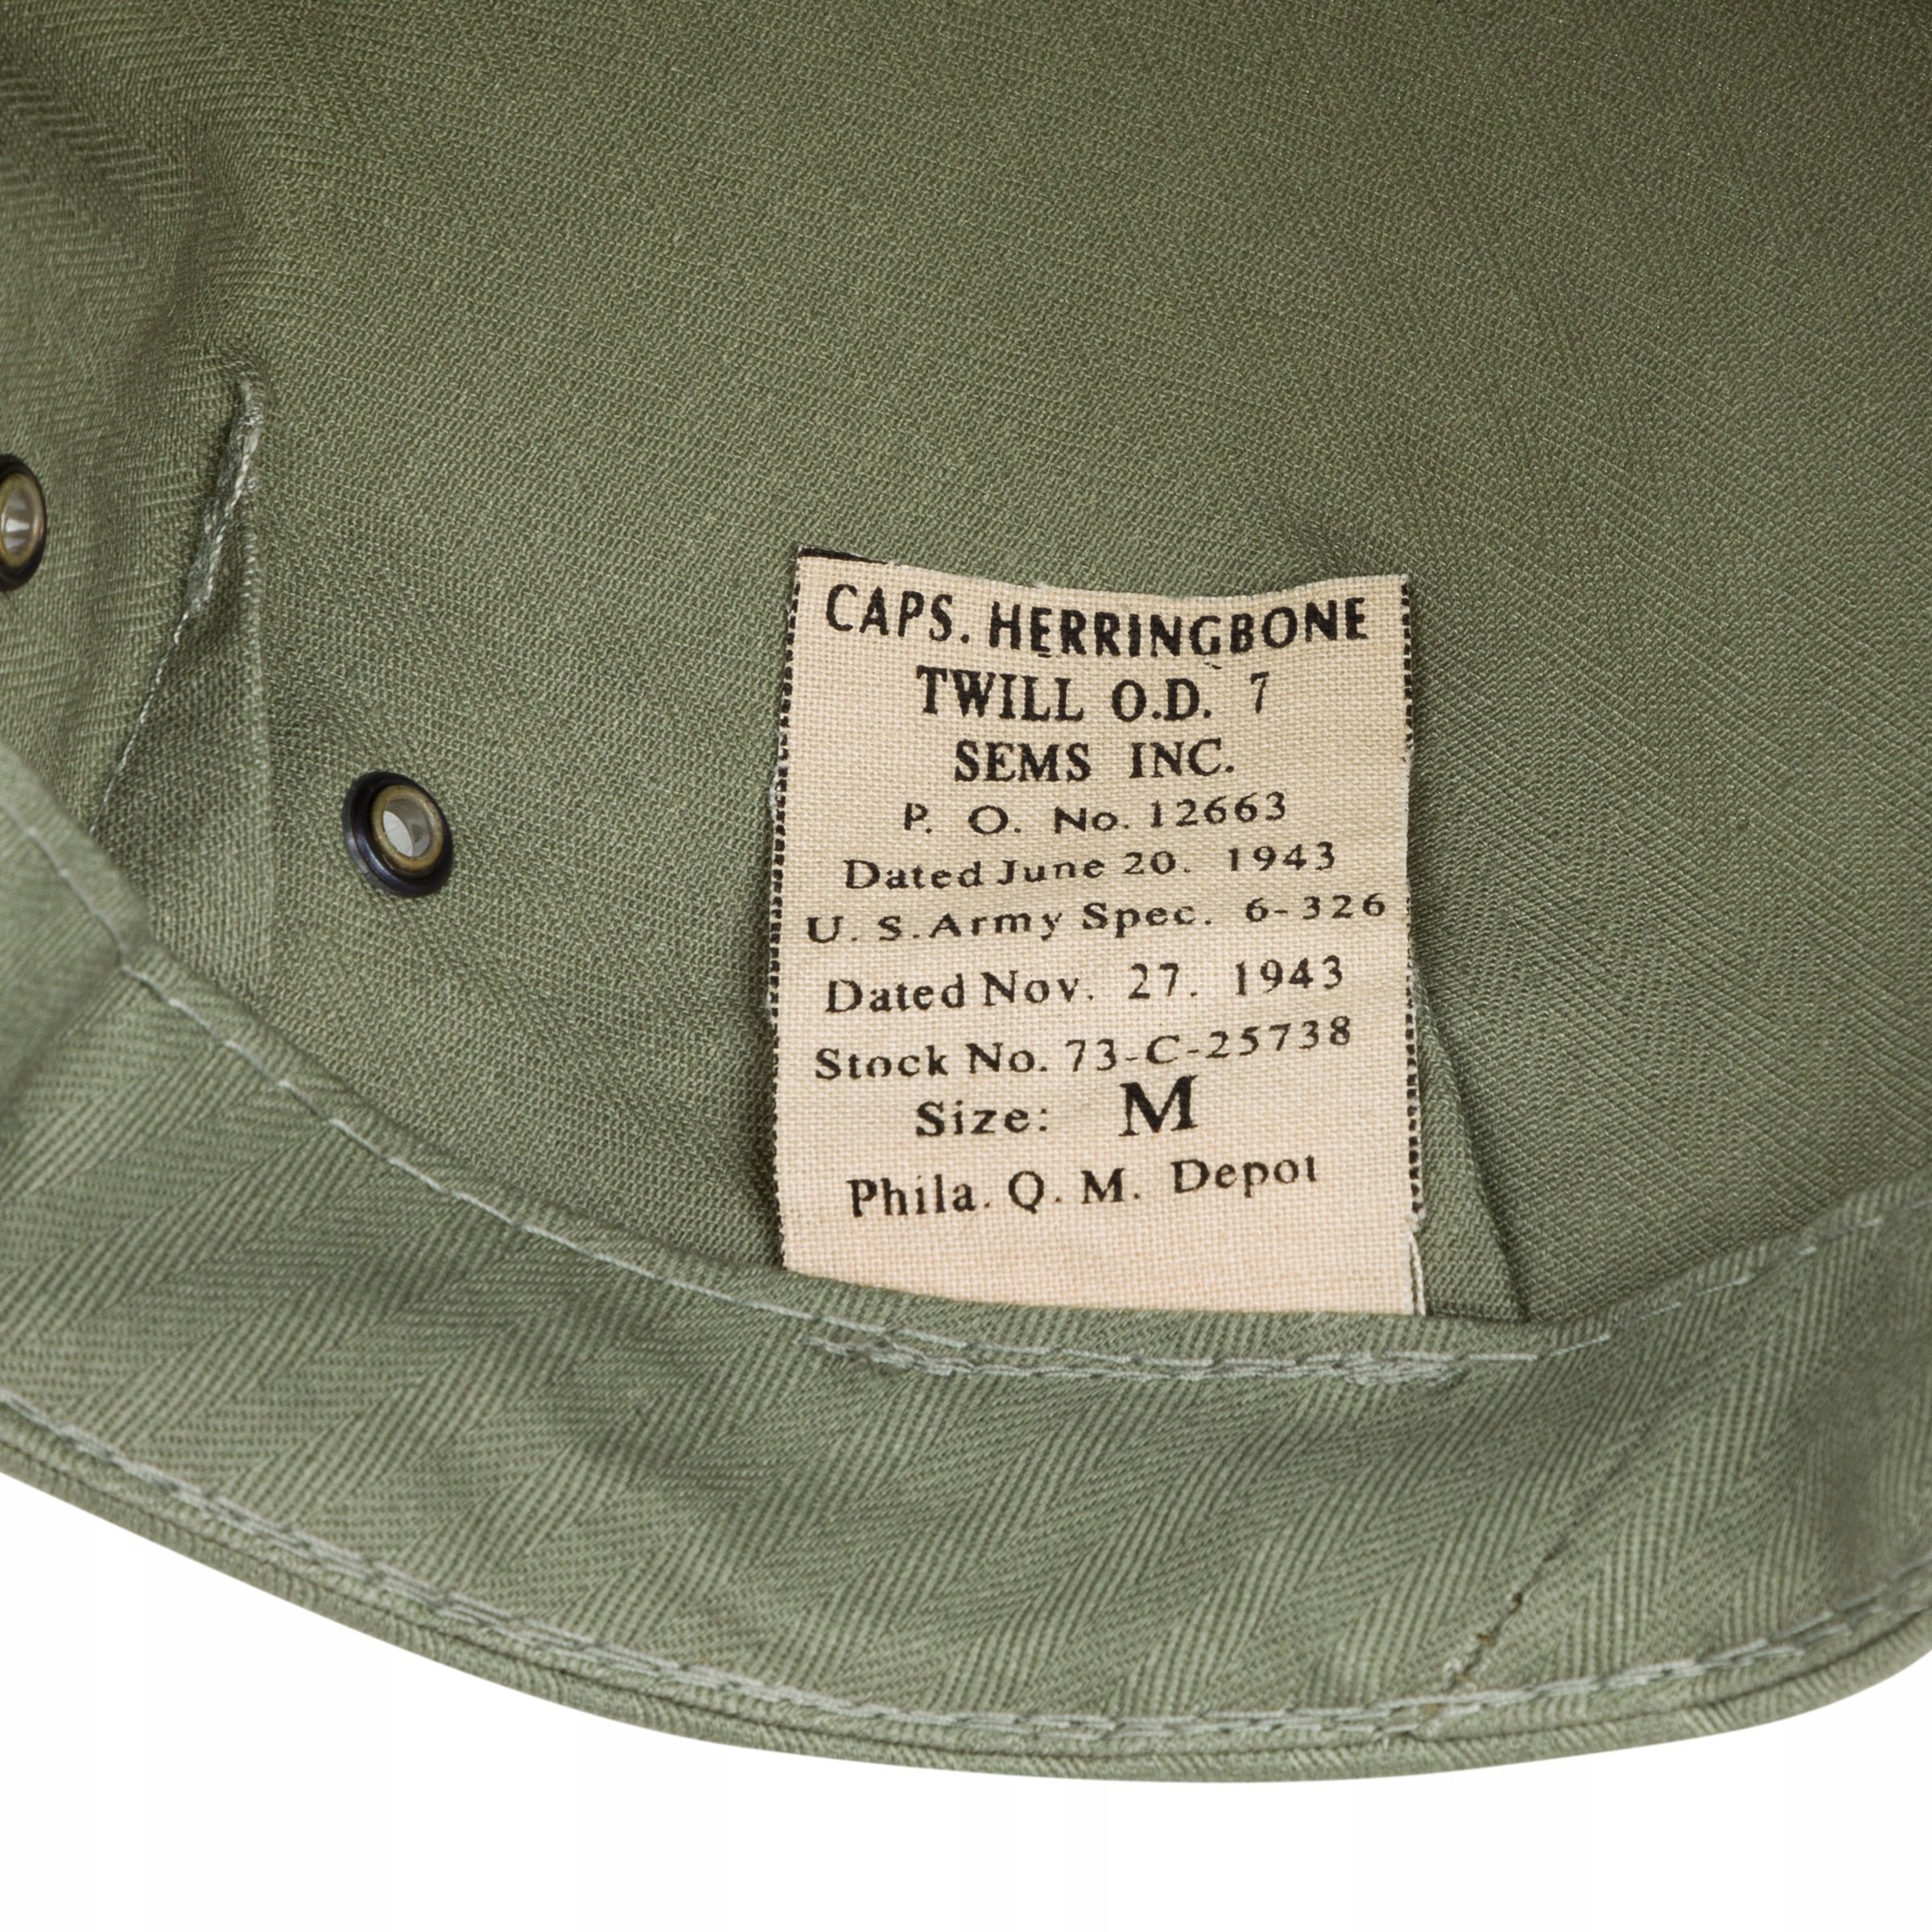 CAPS. HERRINGBONE
TWILL O.D. 7
SEMS INC.
P. O. No. 12663
Dated June 20. 1943
U. S. Army Spec. 6-326
Dated Nov. 27. 1943
Stock No. 73-C-25738
Size: M
Phila. Q. M. Depot